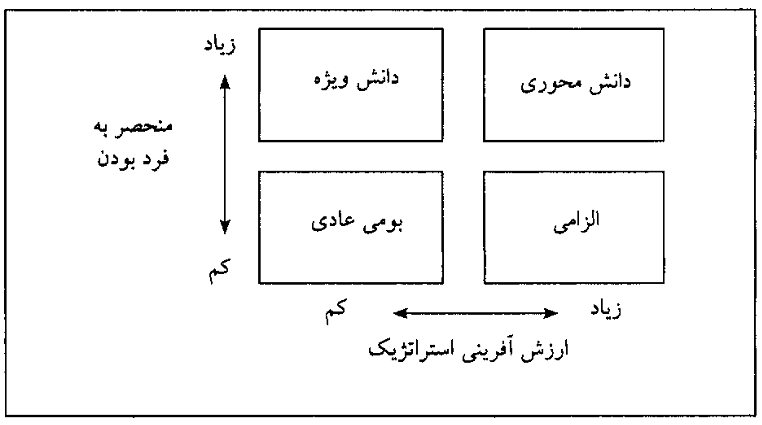 زیاد
دانش ویژه
دانش محوری
منحصر به
فرد بودن
بومی عادی
الزامی
کم
کم
زیاد
ارزش آفرینی استراتژیک